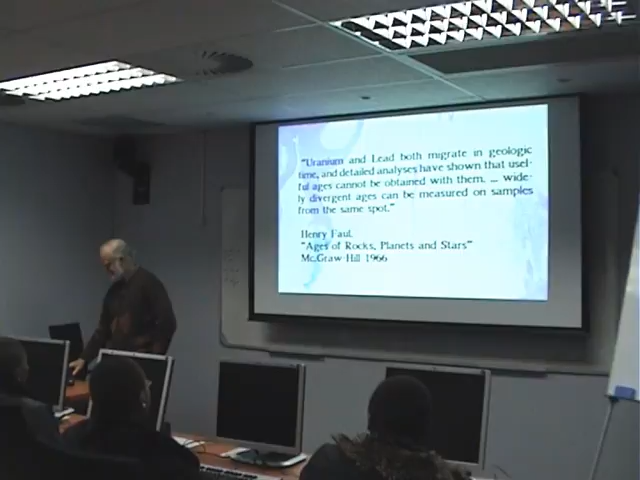 "Uranium and Lead both migrate in geologic
time, and detailed analyses have shown that use-
ful ages cannot be obtained with them. ... wide-
ly divergent ages can be measured on samples
from the same spot."
Henry Faul,
"Ages of Rocks, Planets and Stars"
Mc.Graw-Hill 1966